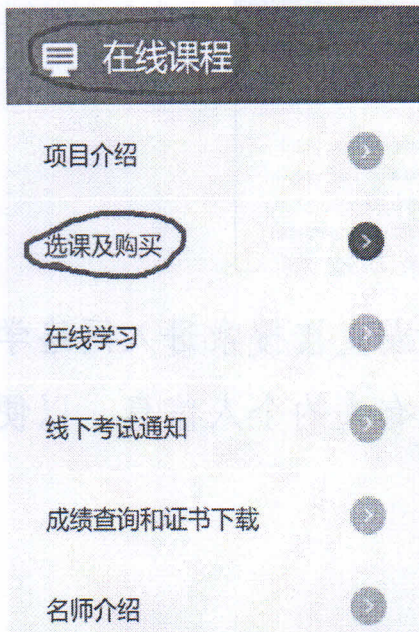 在线课程
项目介绍
选课及购买
在线学习
线下考试通知
成绩查询和证书下载
名师介绍